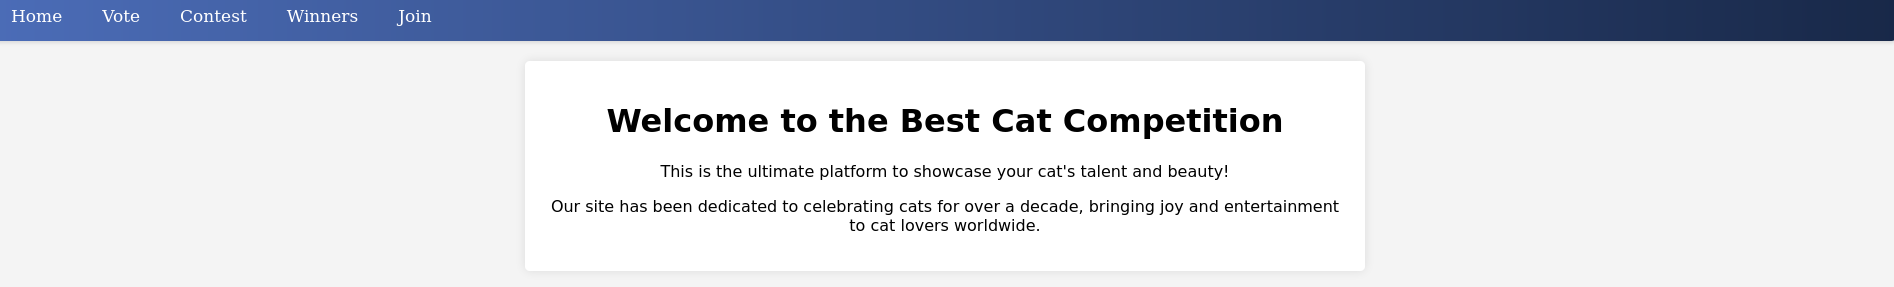 Home Vote Contest Winners Join
Welcome to the Best Cat Competition
This is the ultimate platform to showcase your cat's talent and beauty!
Our site has been dedicated to celebrating cats for over a decade, bringing joy and entertainment
to cat lovers worldwide.